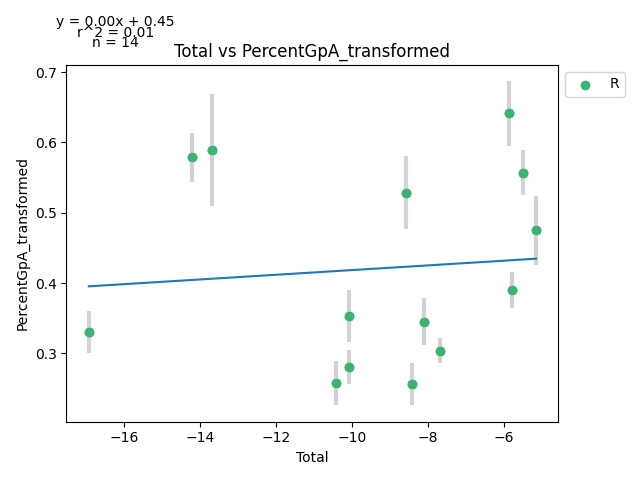 y = 0.00x + 0.45
r^2 = 0.01
n = 14
Total vs PercentGpA_transformed
R
PercentGpA_transformed
0.7
0.6
0.5
0.4
0.3
−16
−14
−12
−10
−8
−6
Total